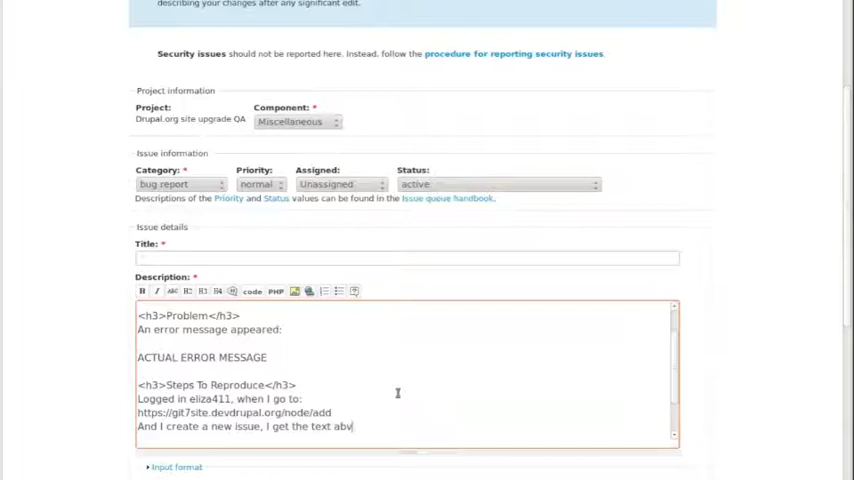 describing your changes after any significant edit.
Security issues should not be reported here. Instead, follow the procedure for reporting security issues.
Project information
Project: Component: *
Drupal.org site upgrade QA Miscellaneous
Issue information
Category: * Priority: Assigned: Status:
bug report normal Unassigned active
Descriptions of the Priority and Status values can be found in the Issue queue handbook.
Issue details
Title: *
Description: *
B I ABC H2 H3 H4 code PHP
<h3>Problem</h3>
An error message appeared:
ACTUAL ERROR MESSAGE
<h3>Steps To Reproduce</h3>
Logged in eliza411, when I go to:
https://git7site.devdrupal.org/node/add
And I create a new issue, I get the text abv
Input format